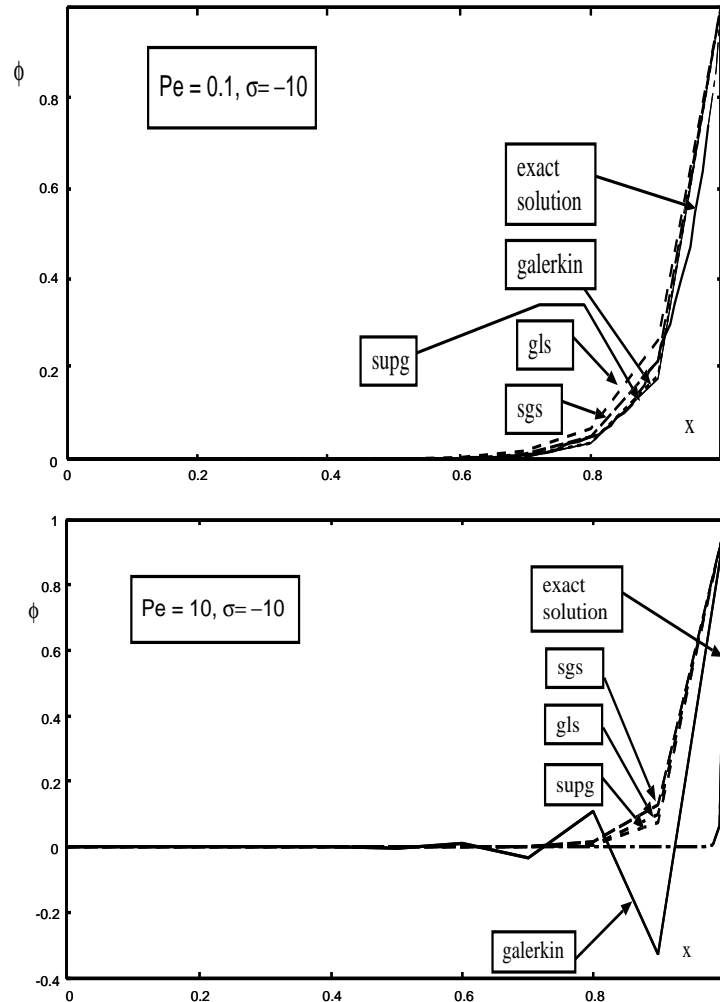 ϕ
Pe = 0.1, σ= −10
0.8
0.6
0.4
0.2
0
exact
solution
galerkin
supg
gls
sgs
x
0
0.2
0.4
0.6
0.8
1
0.8
0.6
0.4
0.2
0
-0.2
-0.4
ϕ
Pe = 10, σ= −10
exact
solution
sgs
gls
supg
galerkin
x
0
0.2
0.4
0.6
0.8